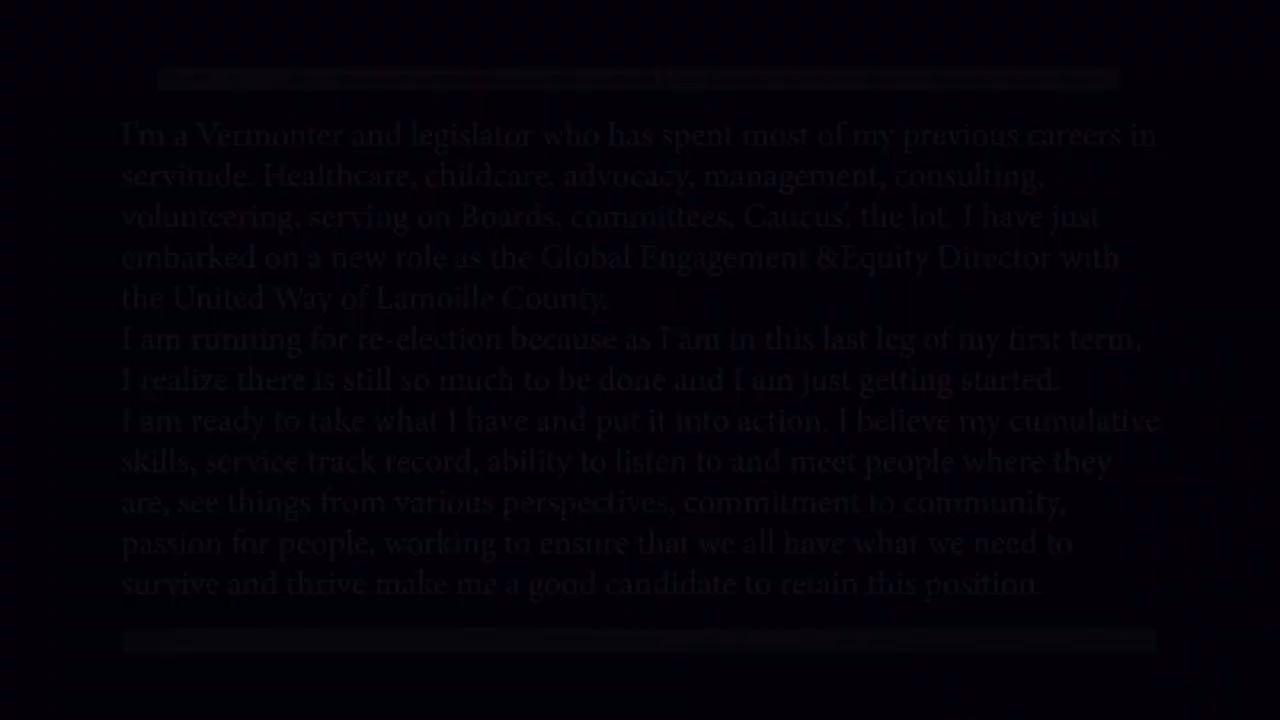 I'm a Vermonter and legislator who has spent most of my previous careers in
servitude. Healthcare, childcare, advocacy, management, consulting,
volunteering, serving on Boards, committees, Caucus', the lot. I have just
embarked on a new role as the Global Engagement &Equity Director with
the United Way of Lamoille County.
I am running for re-election because as I am in this last leg of my first term,
I realize there is still so much to be done and I am just getting started.
I am ready to take what I have and put it into action. I believe my cumulative
skills, service track record, ability to listen to and meet people where they
are, see things from various perspectives, commitment to community,
passion for people, working to ensure that we all have what we need to
survive and thrive make me a good candidate to retain this position.